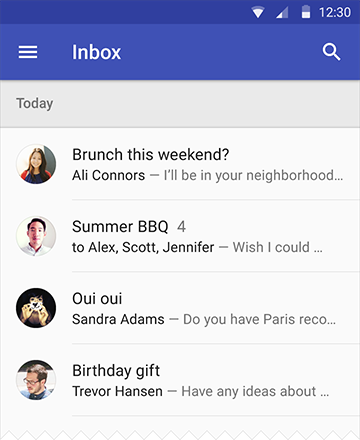 12:30
Inbox
Today
Brunch this weekend?
Ali Connors — I'll be in your neighborhood…
Summer BBQ 4
to Alex, Scott, Jennifer — Wish I could …
Oui oui
Sandra Adams — Do you have Paris reco…
Birthday gift
Trevor Hansen — Have any ideas about …